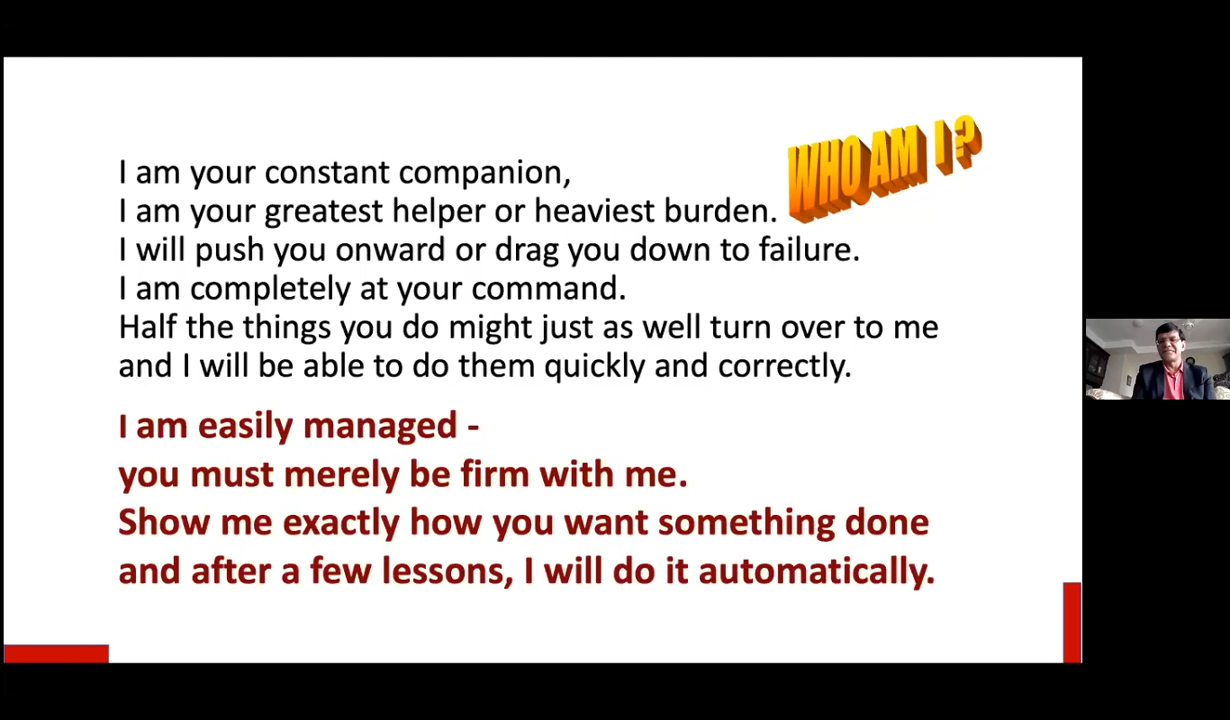 WHO AM I?
I am your constant companion,
I am your greatest helper or heaviest burden.
I will push you onward or drag you down to failure.
I am completely at your command.
Half the things you do might just as well turn over to me
and I will be able to do them quickly and correctly.
I am easily managed -
you must merely be firm with me.
Show me exactly how you want something done
and after a few lessons, I will do it automatically.